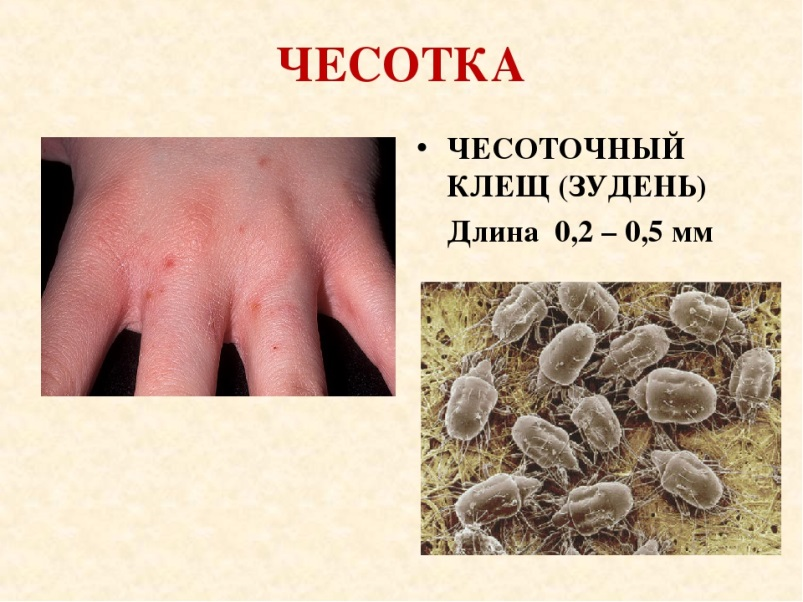 ЧЕСОТКА
• ЧЕСОТОЧНЫЙ
КЛЕЩ (ЗУДЕНЬ)
Длина 0,2 – 0,5 мм